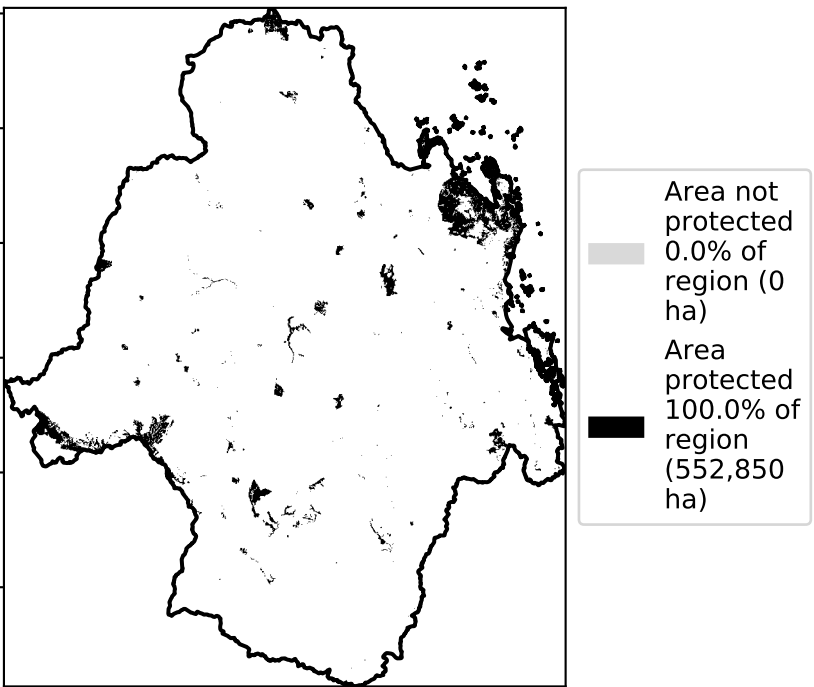 Area not
protected
0.0% of
region (0
ha)
Area
protected
100.0% of
region
(552,850
ha)